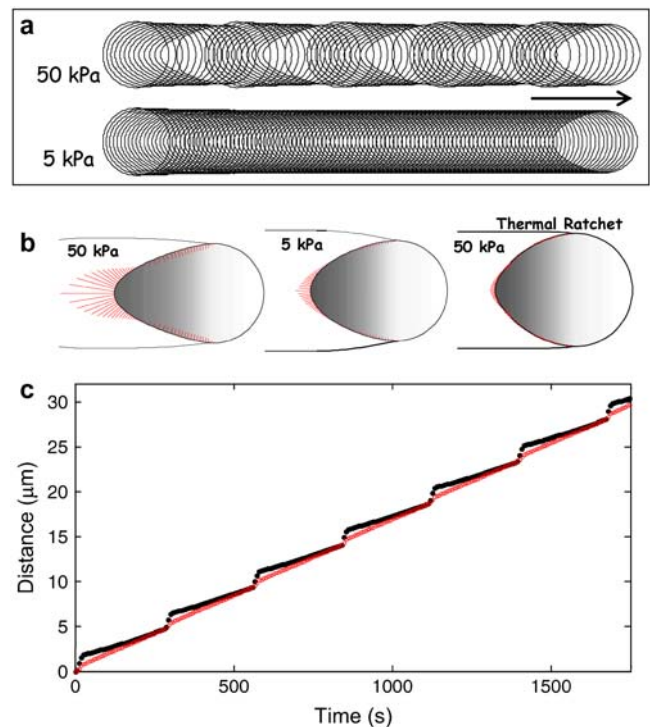 a
50 kPa
5 kPa
b
50 kPa
5 kPa
Thermal Ratchet
50 kPa
c
30
25
20
15
10
5
0
Distance (μm)
0 500 1000 1500
Time (s)